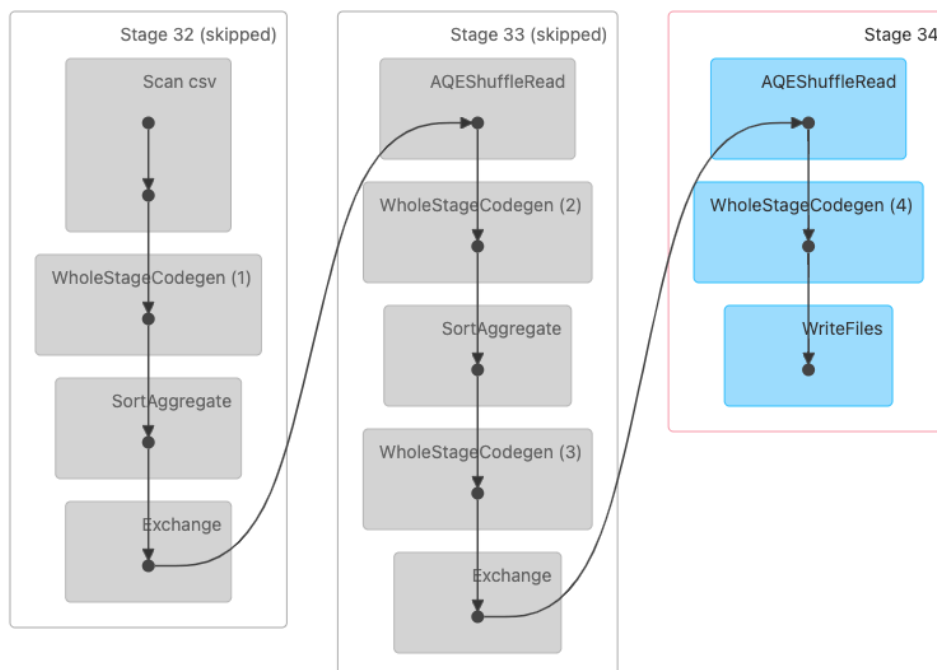 Stage 32 (skipped)
Scan csv
WholeStageCodegen (1)
SortAggregate
Exchange
Stage 33 (skipped)
AQEShuffleRead
WholeStageCodegen (2)
SortAggregate
WholeStageCodegen (3)
Exchange
Stage 34
AQEShuffleRead
WholeStageCodegen (4)
WriteFiles